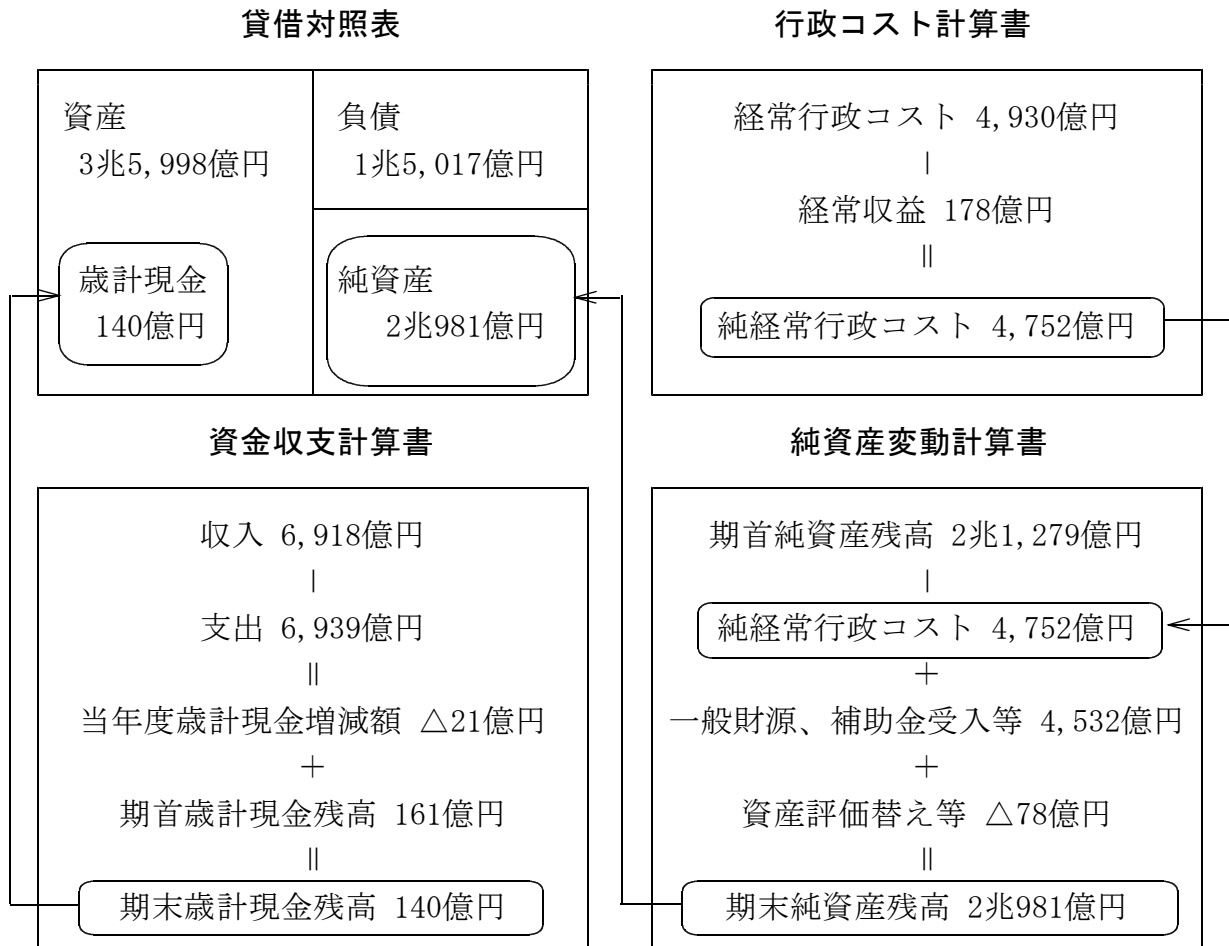 貸借対照表
資産
3兆5,998億円
負債
1兆5,017億円
歳計現金
140億円
純資産
2兆981億円
行政コスト計算書
経常行政コスト 4,930億円
－
経常収益 178億円
＝
純経常行政コスト 4,752億円
資金収支計算書
収入 6,918億円
－
支出 6,939億円
＝
当年度歳計現金増減額 △21億円
＋
期首歳計現金残高 161億円
＝
期末歳計現金残高 140億円
純資産変動計算書
期首純資産残高 2兆1,279億円
－
純経常行政コスト 4,752億円
＋
一般財源、補助金受入等 4,532億円
＋
資産評価替え等 △78億円
＝
期末純資産残高 2兆981億円